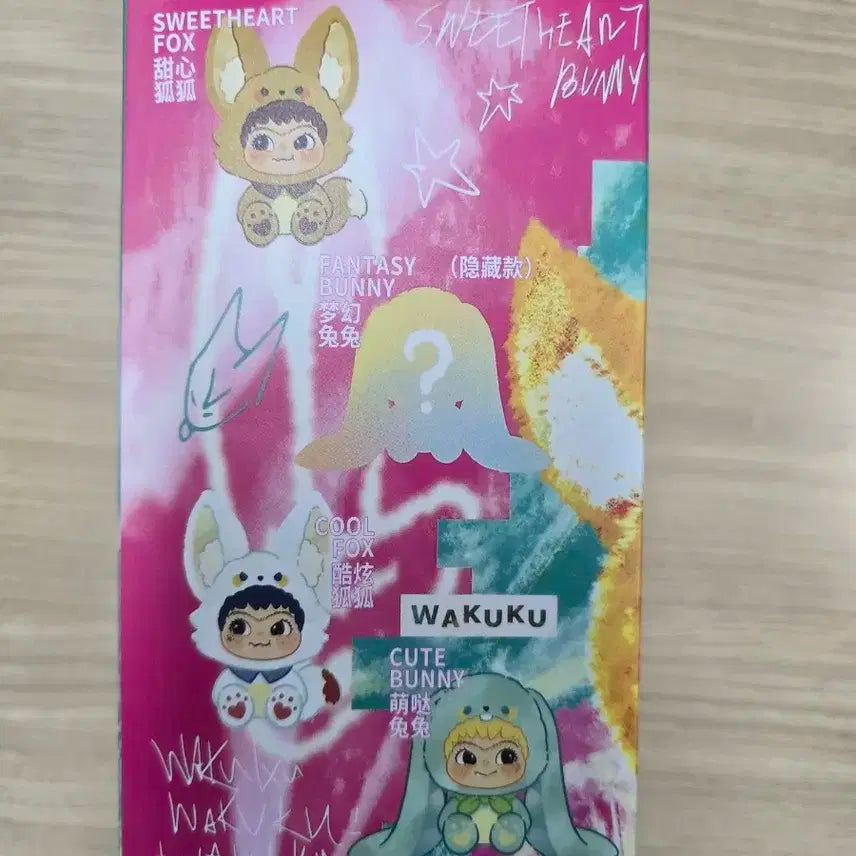 SWEETHEART
FOX
甜心
狐狐
SWEETHEART
BUNNY
FANTASY (隐藏款)
BUNNY
梦幻
兔兔
?
COOL
FOX
酷炫
狐狐
WAKUKU
CUTE
BUNNY
萌哒
兔兔
WAKUKU
WAKUKU